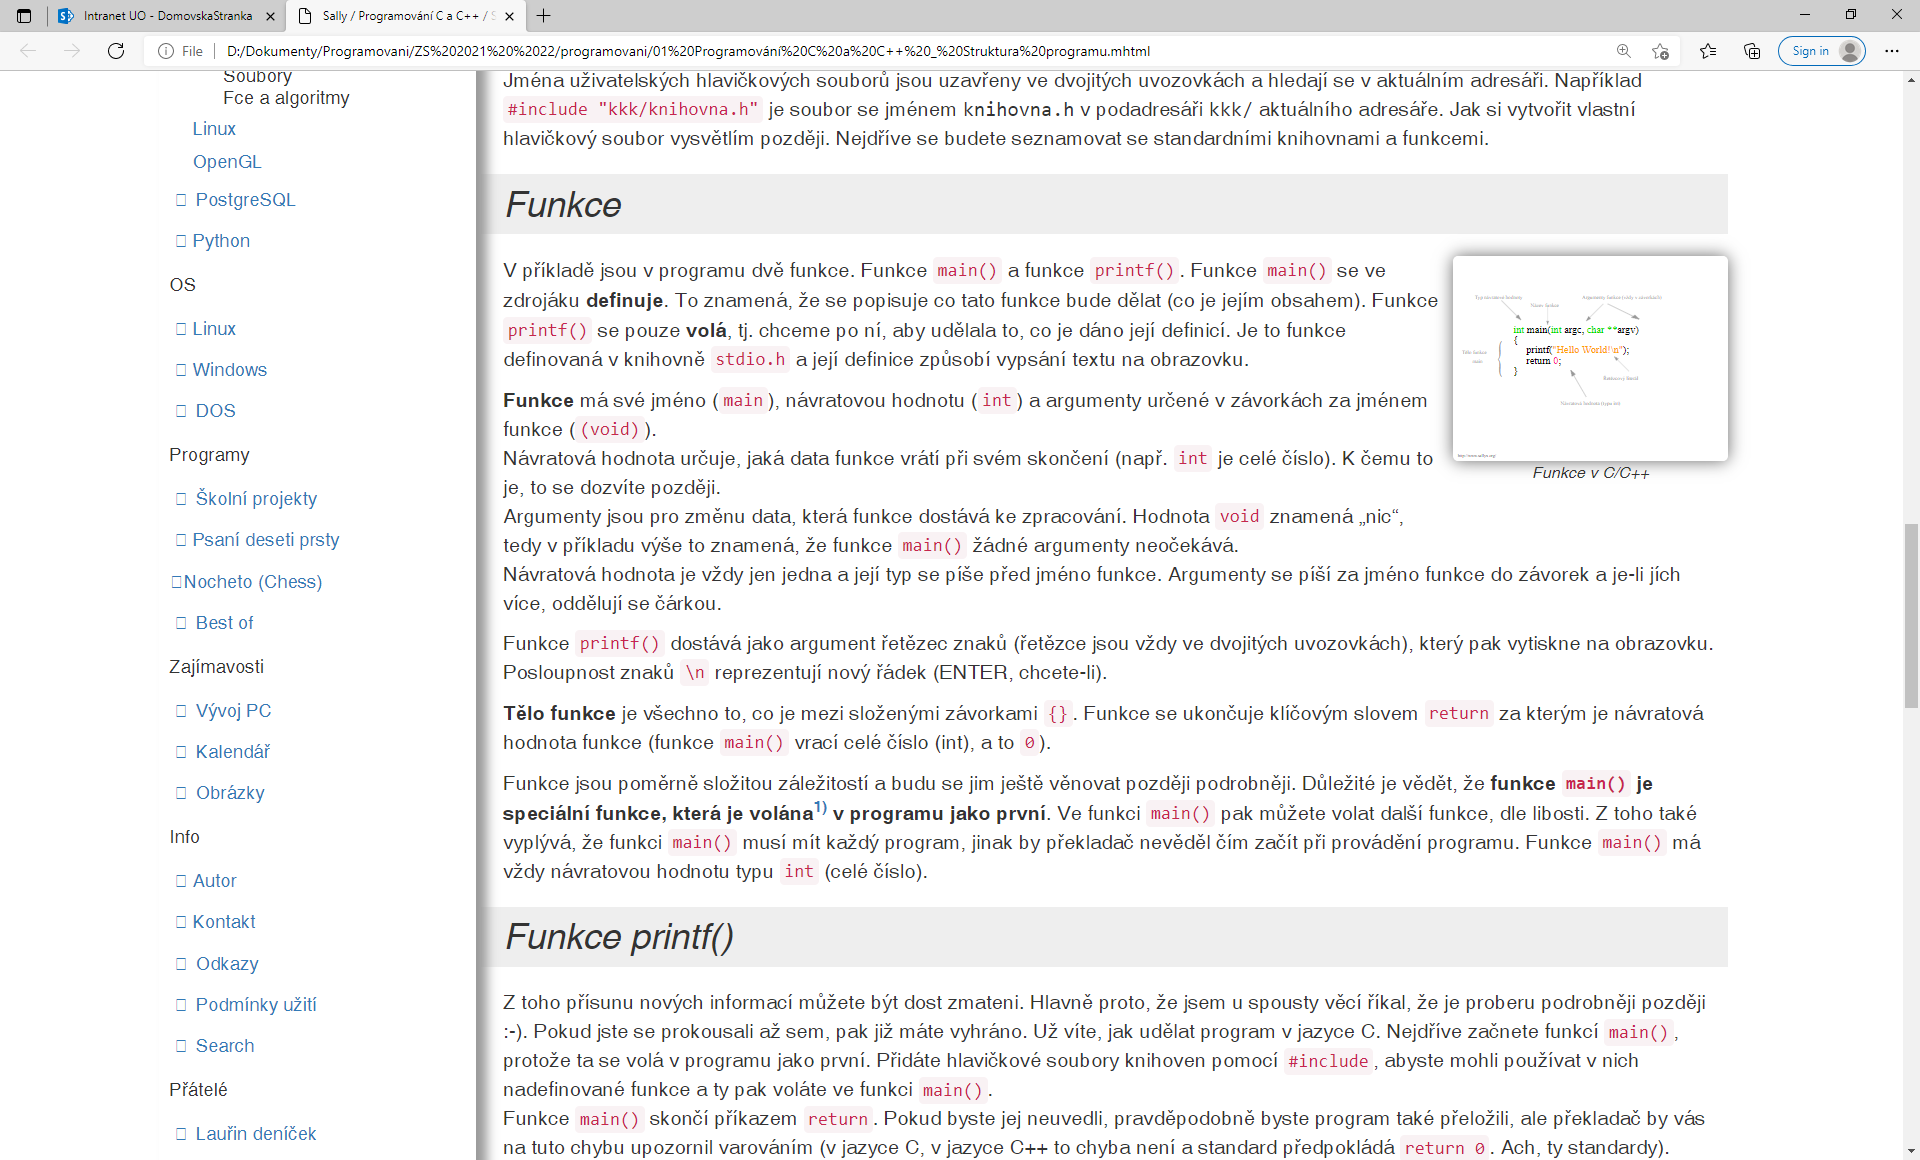 Intranet UO - DomovskaStranka
Sally / Programování C a C++ / S
File
D:/Dokumenty/Programovani/ZS%202021%20%2022/programovani/01%20Programování%20C%20a%20C++%20_%20Struktura%20programu.mhtml
Sign in
Soubory
Fce a algoritmy
Linux
OpenGL
PostgreSQL
Python
OS
Linux
Windows
DOS
Programy
Školní projekty
Psaní deseti prsty
Nocheto (Chess)
Best of
Zajímavosti
Vývoj PC
Kalendář
Obrázky
Info
Autor
Kontakt
Odkazy
Podmínky užití
Search
Přátelé
Lauřin deníček
Jména uživatelských hlavičkových souborů jsou uzavřeny ve dvojitých uvozovkách a hledají se v aktuálním adresáři. Například
#include "kkk/knihovna.h" je soubor se jménem knihovna.h v podadresáři kkk/ aktuálního adresáře. Jak si vytvořit vlastní
hlavičkový soubor vysvětlím později. Nejdříve se budete seznamovat se standardními knihovnami a funkcemi.
Funkce
V příkladě jsou v programu dvě funkce. Funkce main() a funkce printf(). Funkce main() se ve
zdrojáku definuje. To znamená, že se popisuje co tato funkce bude dělat (co je jejím obsahem). Funkce
printf() se pouze volá, tj. chceme po ní, aby udělala to, co je dáno její definicí. Je to funkce
definovaná v knihovně stdio.h a její definice způsobí vypsání textu na obrazovku.
Funkce má své jméno (main), návratovou hodnotu (int) a argumenty určené v závorkách za jménem
funkce ((void)).
Návratová hodnota určuje, jaká data funkce vrátí při svém skončení (např. int je celé číslo). K čemu to
je, to se dozvíte později.
Argumenty jsou pro změnu data, která funkce dostává ke zpracování. Hodnota void znamená „nic“,
tedy v příkladu výše to znamená, že funkce main() žádné argumenty neočekává.
Návratová hodnota je vždy jen jedna a její typ se píše před jméno funkce. Argumenty se píší za jméno funkce do závorek a je-li jích
více, oddělují se čárkou.
int main(int argc, char **argv)
{
printf("Hello World!\n");
return 0;
}
Funkce v C/C++
Funkce printf() dostává jako argument řetězec znaků (řetězce jsou vždy ve dvojitých uvozovkách), který pak vytiskne na obrazovku.
Posloupnost znaků \n reprezentují nový řádek (ENTER, chcete-li).
Tělo funkce je všechno to, co je mezi složenými závorkami {}. Funkce se ukončuje klíčovým slovem return za kterým je návratová
hodnota funkce (funkce main() vrací celé číslo (int), a to 0).
Funkce jsou poměrně složitou záležitostí a budu se jim ještě věnovat později podrobněji. Důležité je vědět, že funkce main() je
speciální funkce, která je volána1) v programu jako první. Ve funkci main() pak můžete volat další funkce, dle libosti. Z toho také
vyplývá, že funkci main() musí mít každý program, jinak by překladač nevěděl čím začít při provádění programu. Funkce main() má
vždy návratovou hodnotu typu int (celé číslo).
Funkce printf()
Z toho přísunu nových informací můžete být dost zmateni. Hlavně proto, že jsem u spousty věcí říkal, že je proberu podrobněji později
:-). Pokud jste se prokousali až sem, pak již máte vyhráno. Už víte, jak udělat program v jazyce C. Nejdříve začnete funkcí main(),
protože ta se volá v programu jako první. Přidáte hlavičkové soubory knihoven pomocí #include, abyste mohli používat v nich
nadefinované funkce a ty pak voláte ve funkci main().
Funkce main() skončí příkazem return. Pokud byste jej neuvedli, pravděpodobně byste program také přeložili, ale překladač by vás
na tuto chybu upozornil varováním (v jazyce C, v jazyce C++ to chyba není a standard předpokládá return 0. Ach, ty standardy).